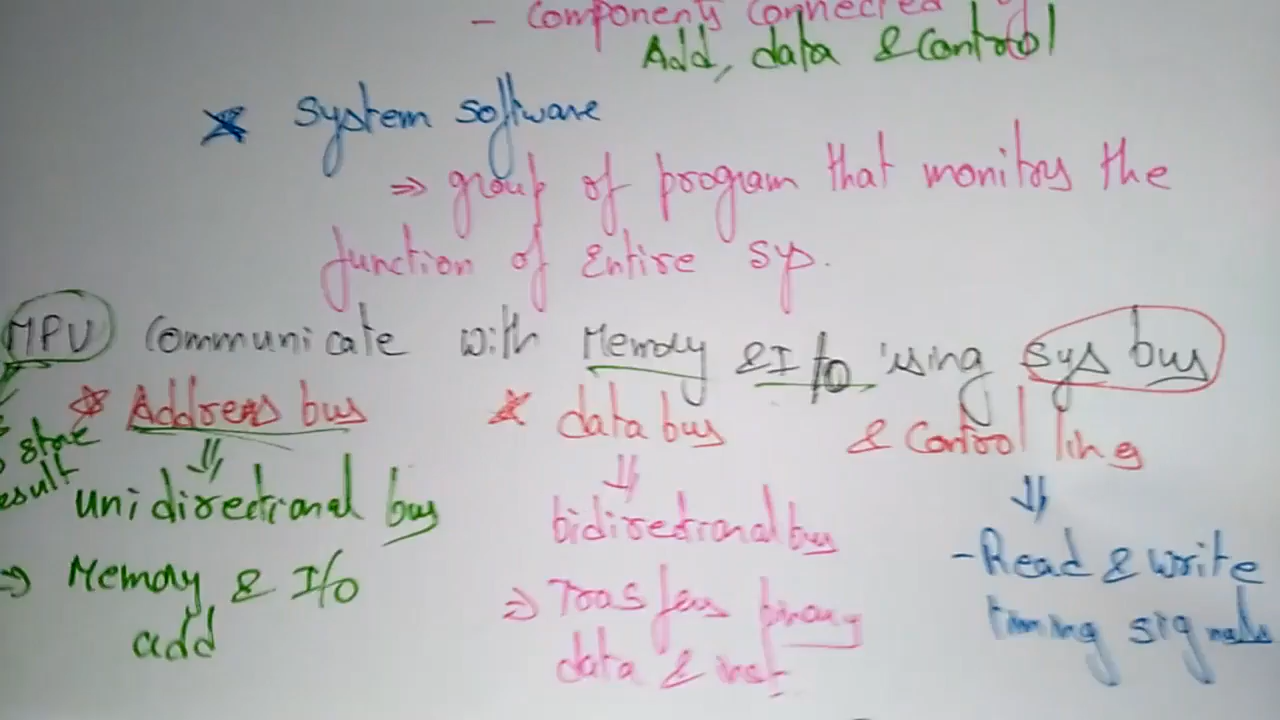 - Components Connected
Add, data & Control
* System software
⇒ group of program that monitors the
function of Entire sys.
MPU Communicate with Memory & I/o using sys bus
* Address bus * data bus & Control lines
store
result
⇓ ⇓ ⇓
unidirectional bus bidirectional bus - Read & write
timing signals
⇒ Memory & I/o
add
⇒ Transfers binary
data & inst.